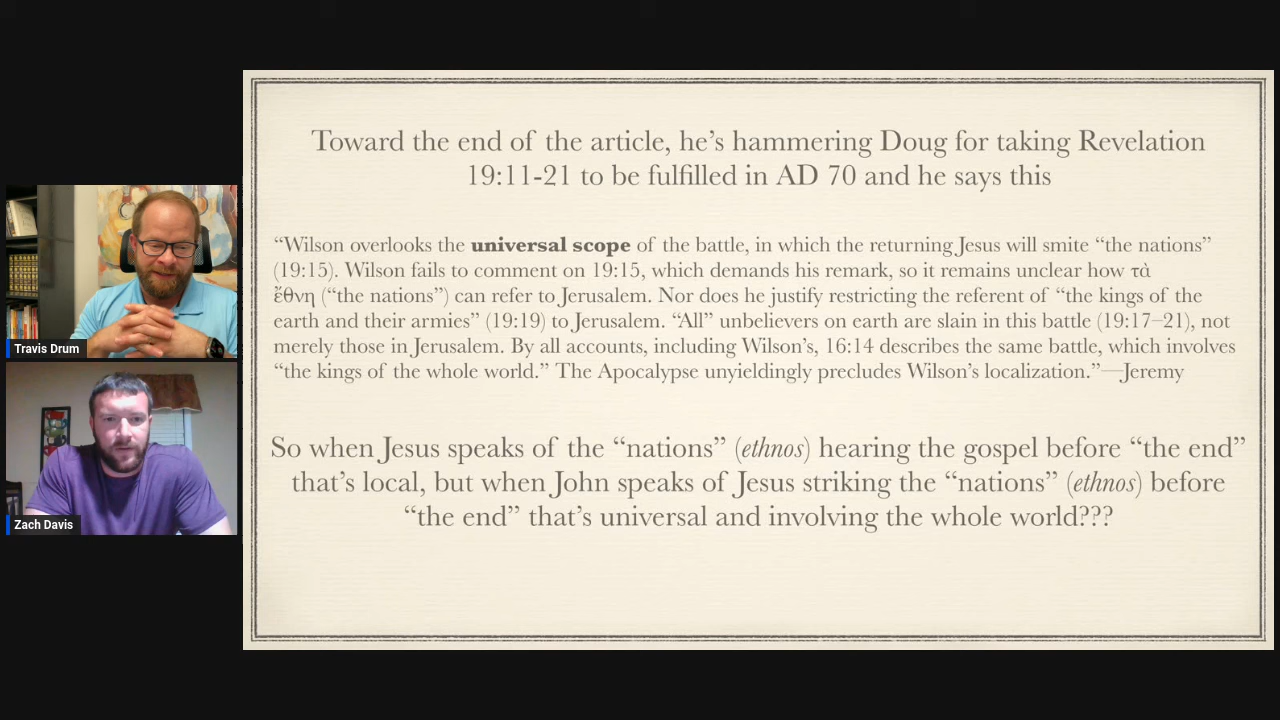 Toward the end of the article, he's hammering Doug for taking Revelation
19:11-21 to be fulfilled in AD 70 and he says this
“Wilson overlooks the universal scope of the battle, in which the returning Jesus will smite “the nations”
(19:15). Wilson fails to comment on 19:15, which demands his remark, so it remains unclear how τὰ
ἔθνη (“the nations”) can refer to Jerusalem. Nor does he justify restricting the referent of “the kings of the
earth and their armies” (19:19) to Jerusalem. “All” unbelievers on earth are slain in this battle (19:17–21), not
merely those in Jerusalem. By all accounts, including Wilson's, 16:14 describes the same battle, which involves
“the kings of the whole world.” The Apocalypse unyieldingly precludes Wilson's localization.”—Jeremy
So when Jesus speaks of the “nations” (ethnos) hearing the gospel before “the end”
that's local, but when John speaks of Jesus striking the “nations” (ethnos) before
“the end” that's universal and involving the whole world???
Travis Drum
Zach Davis